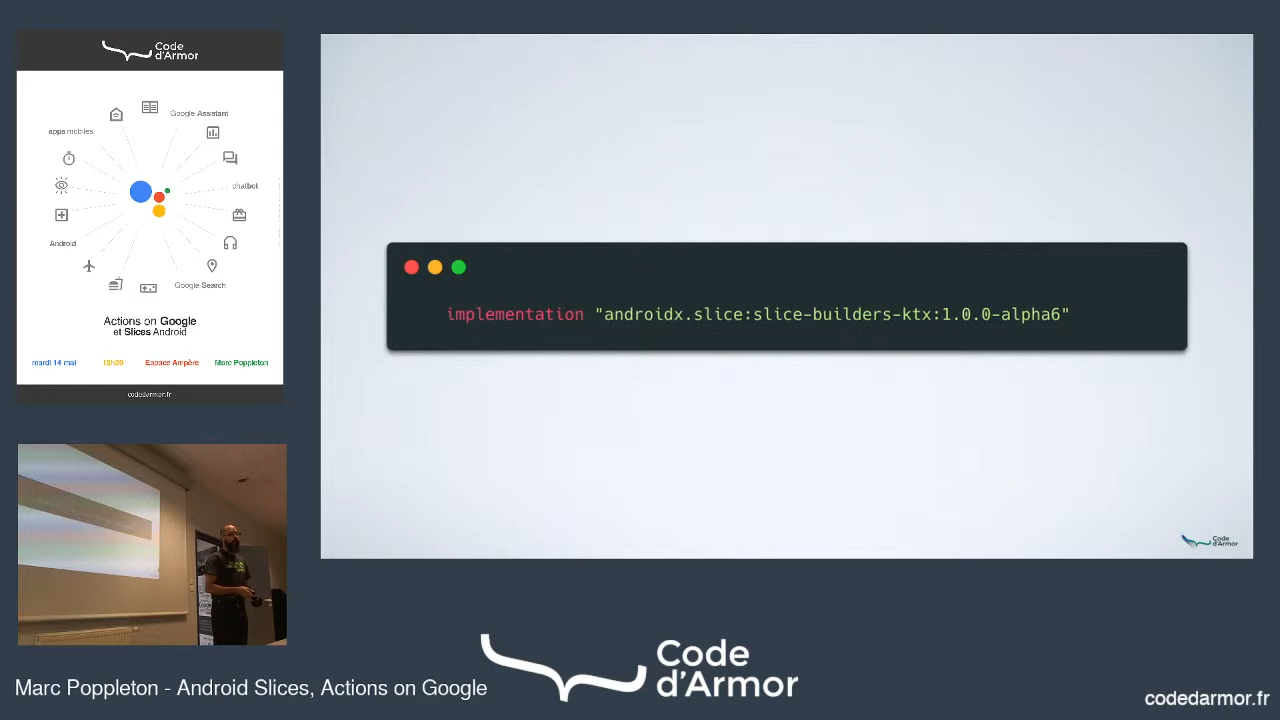 Code
d'Armor
Google Assistant
apps mobiles
chatbot
Android
Google Search
Actions on Google
et Slices Android
mardi 14 mai
12h30
Espace Ampère
Marc Poppleton
codedarmor.fr
implementation "androidx.slice:slice-builders-ktx:1.0.0-alpha6"
Code
d'Armor
Marc Poppleton - Android Slices, Actions on Google
Code
d'Armor
codedarmor.fr